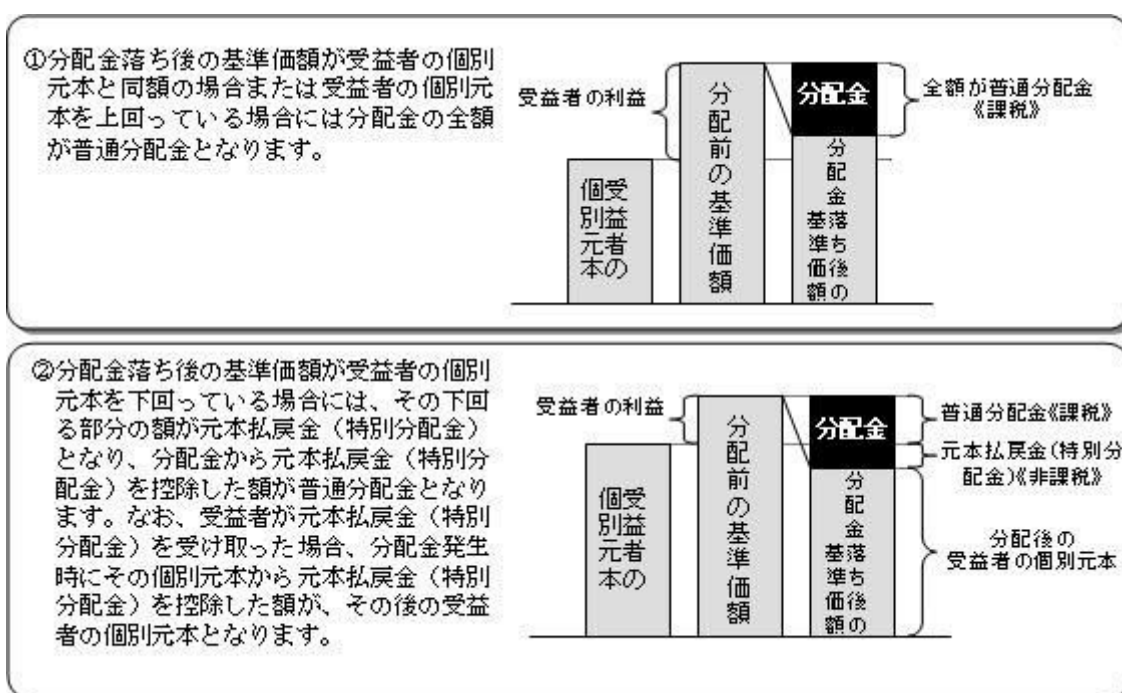 ①分配金落ち後の基準価額が受益者の個別
元本と同額の場合または受益者の個別元
本を上回っている場合には分配金の全額
が普通分配金となります。
受益者の利益
受益者の
個別元本
分配前の基準価額
分配金
分配金落ち後の
基準価額
全額が普通分配金
《課税》
②分配金落ち後の基準価額が受益者の個別
元本を下回っている場合には、その下回
る部分の額が元本払戻金（特別分配金）
となり、分配金から元本払戻金（特別分
配金）を控除した額が普通分配金となり
ます。なお、受益者が元本払戻金（特別
分配金）を受け取った場合、分配金発生
時にその個別元本から元本払戻金（特別
分配金）を控除した額が、その後の受益
者の個別元本となります。
受益者の利益
受益者の
個別元本
分配前の基準価額
分配金
分配金落ち後の
基準価額
普通分配金《課税》
元本払戻金(特別分
配金)《非課税》
分配後の
受益者の個別元本